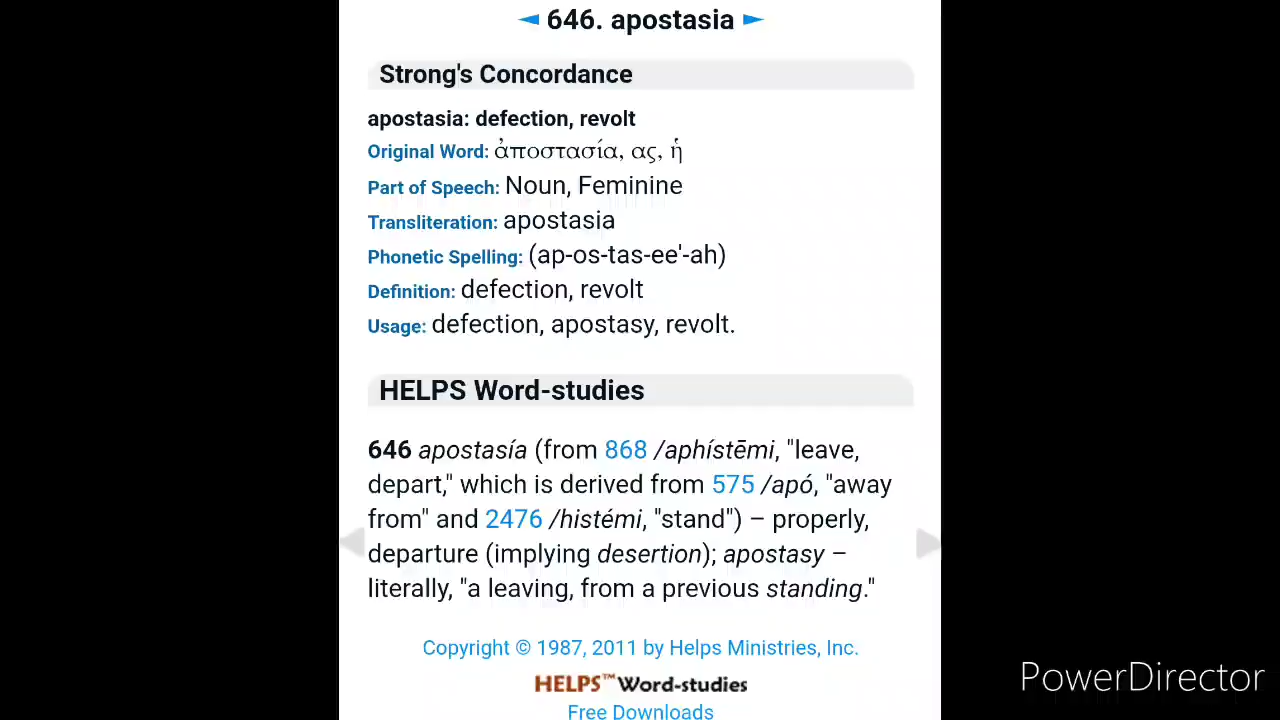 ◄ 646. apostasia ►
Strong's Concordance
apostasia: defection, revolt
Original Word: ἀποστασία, ας, ἡ
Part of Speech: Noun, Feminine
Transliteration: apostasia
Phonetic Spelling: (ap-os-tas-ee'-ah)
Definition: defection, revolt
Usage: defection, apostasy, revolt.
HELPS Word-studies
646 apostasía (from 868 /aphístēmi, "leave,
depart," which is derived from 575 /apó, "away
from" and 2476 /histémi, "stand") – properly,
departure (implying desertion); apostasy –
literally, "a leaving, from a previous standing."
Copyright © 1987, 2011 by Helps Ministries, Inc.
HELPS™Word-studies
Free Downloads
PowerDirector